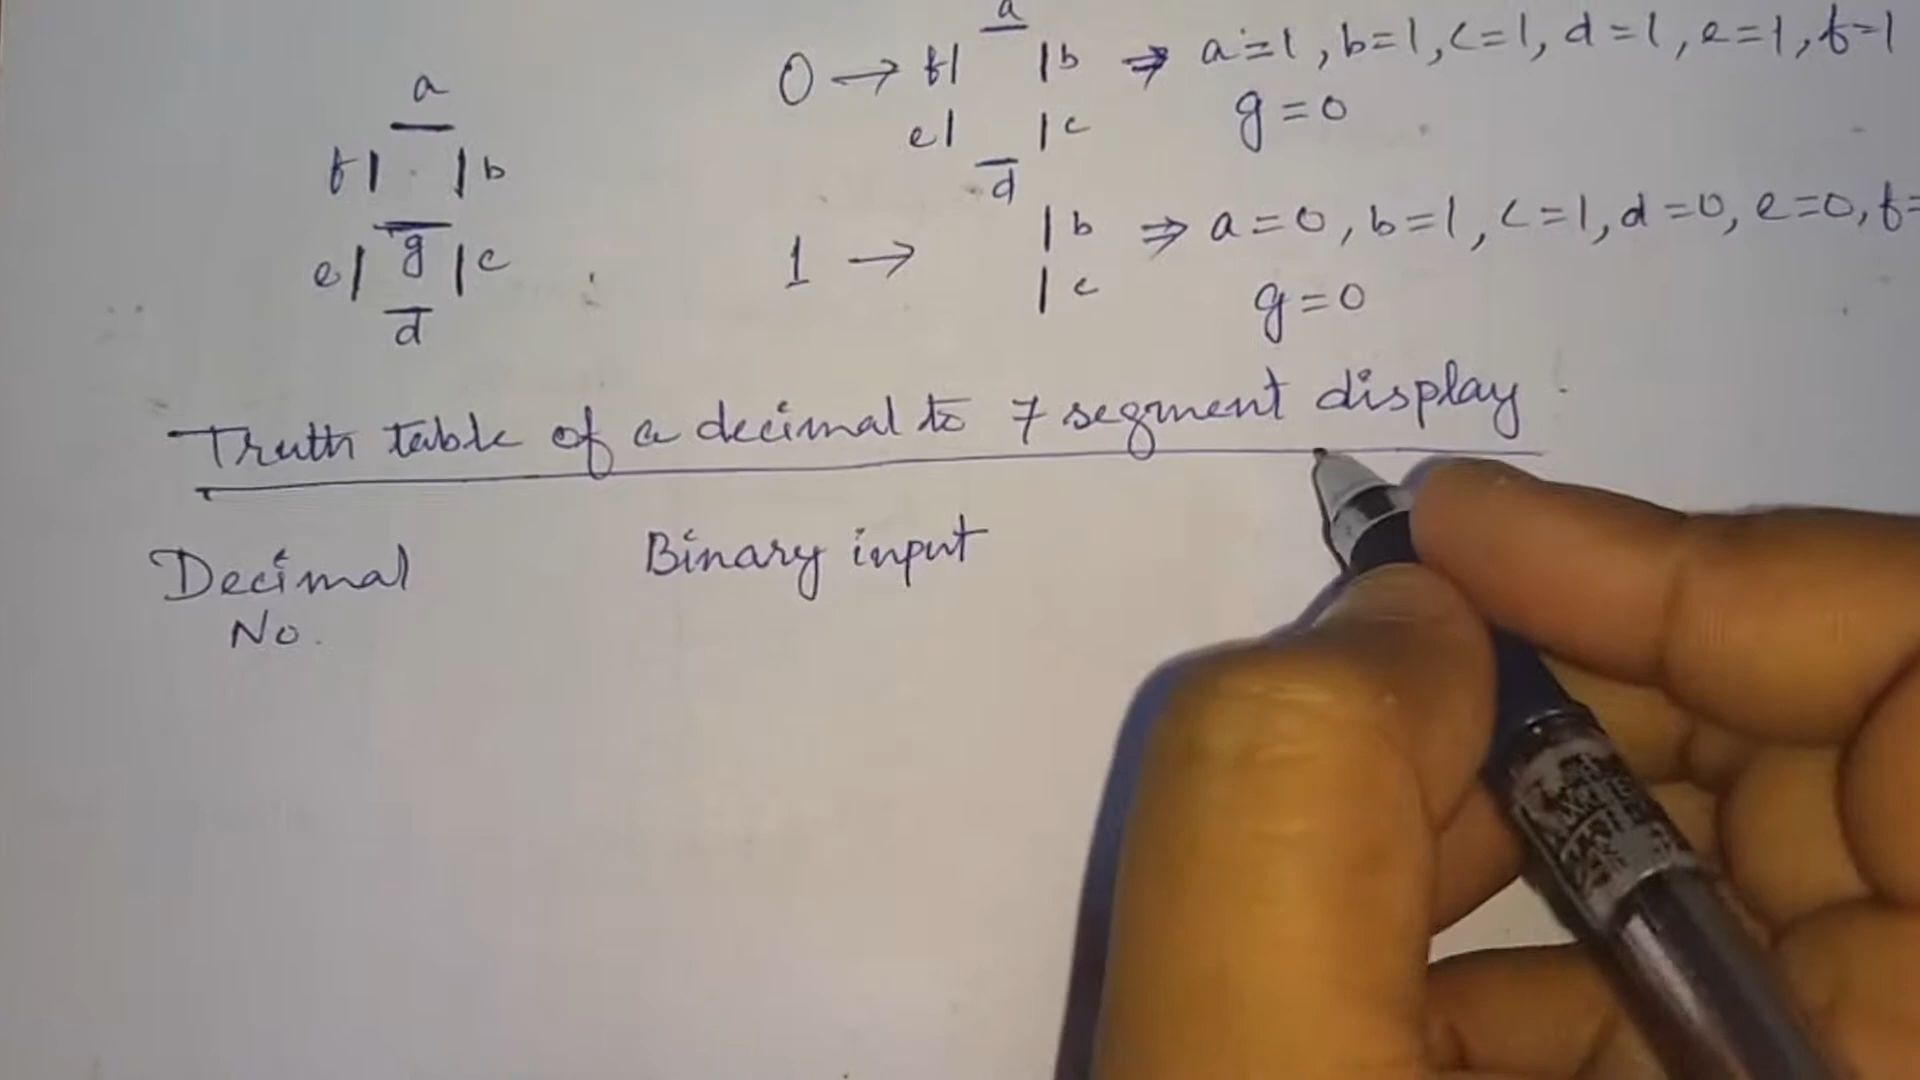 a
f| |b
g
e| |c
d
a
0 → f| |b ⇒ a=1, b=1, c=1, d=1, e=1, f=1
e| |c g=0
d
1 → |b ⇒ a=0, b=1, c=1, d=0, e=0, f=
|c g=0
Truth table of a decimal to 7 segment display
Decimal Binary input
No.